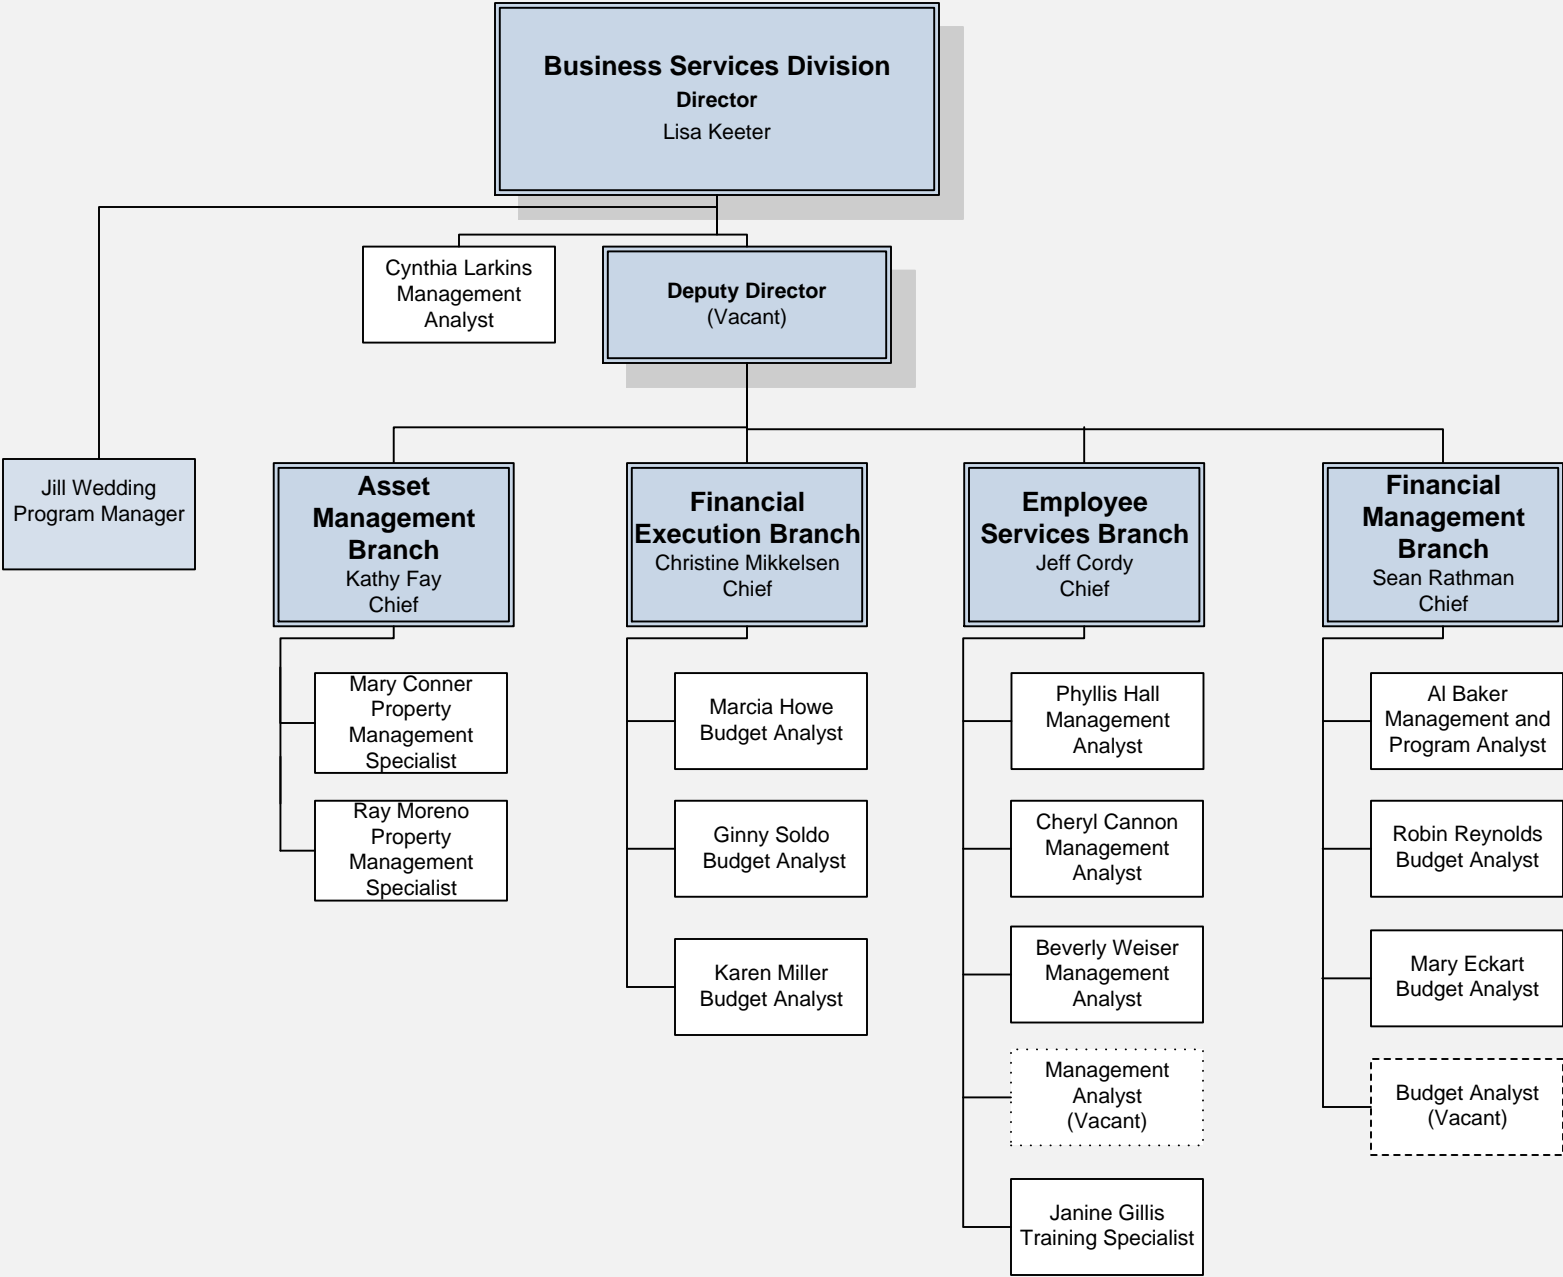 Business Services Division
Director
Lisa Keeter
Cynthia Larkins
Management
Analyst
Deputy Director
(Vacant)
Jill Wedding
Program Manager
Asset
Management
Branch
Kathy Fay
Chief
Mary Conner
Property
Management
Specialist
Ray Moreno
Property
Management
Specialist
Financial
Execution Branch
Christine Mikkelsen
Chief
Marcia Howe
Budget Analyst
Ginny Soldo
Budget Analyst
Karen Miller
Budget Analyst
Employee
Services Branch
Jeff Cordy
Chief
Phyllis Hall
Management
Analyst
Cheryl Cannon
Management
Analyst
Beverly Weiser
Management
Analyst
Management
Analyst
(Vacant)
Janine Gillis
Training Specialist
Financial
Management
Branch
Sean Rathman
Chief
Al Baker
Management and
Program Analyst
Robin Reynolds
Budget Analyst
Mary Eckart
Budget Analyst
Budget Analyst
(Vacant)